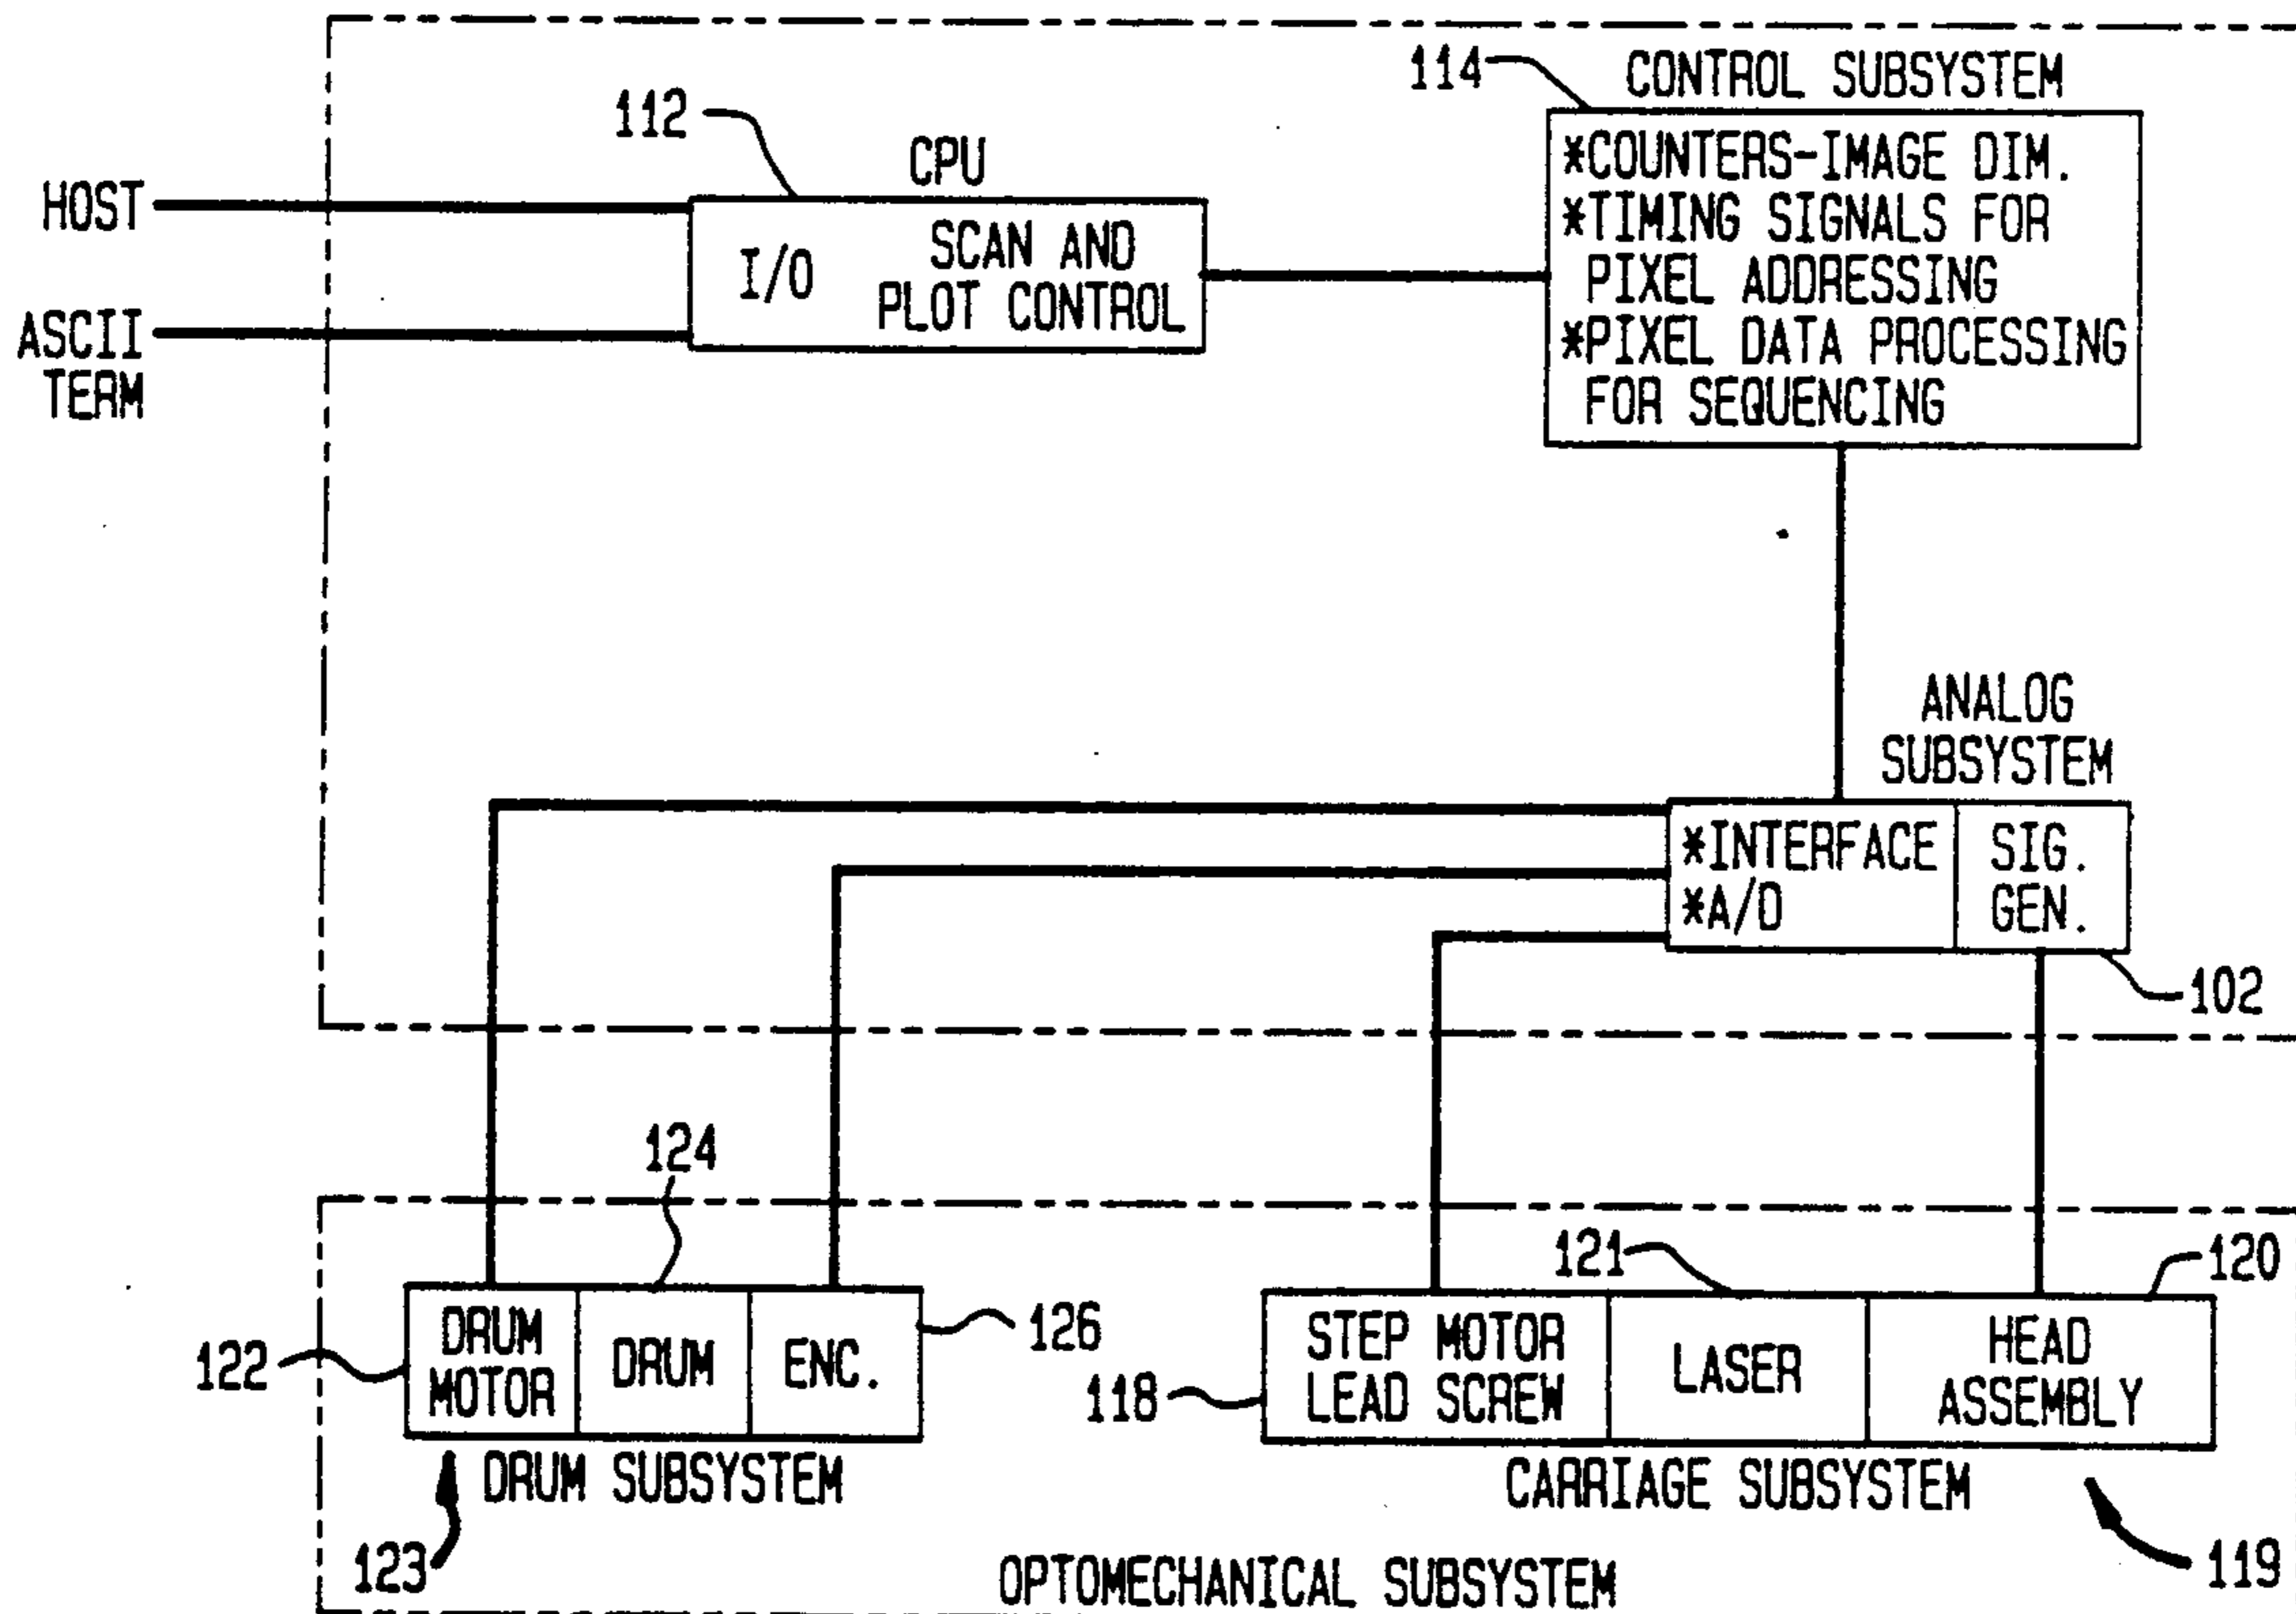 114
CONTROL SUBSYSTEM
112
CPU
*COUNTERS-IMAGE DIM.
*TIMING SIGNALS FOR
PIXEL ADDRESSING
*PIXEL DATA PROCESSING
FOR SEQUENCING
HOST
I/O
SCAN AND
PLOT CONTROL
ASCII
TERM
ANALOG
SUBSYSTEM
*INTERFACE
*A/D
SIG.
GEN.
102
124
121
120
122
DRUM
MOTOR
DRUM
ENC.
126
118
STEP MOTOR
LEAD SCREW
LASER
HEAD
ASSEMBLY
DRUM SUBSYSTEM
CARRIAGE SUBSYSTEM
123
119
OPTOMECHANICAL SUBSYSTEM